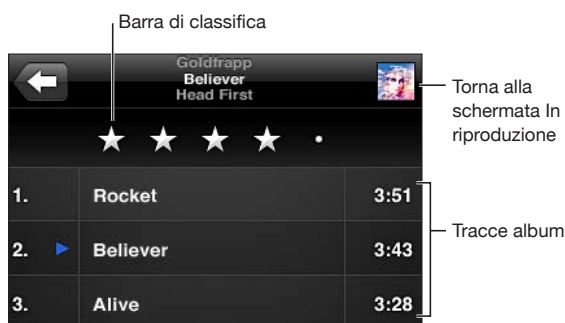 Barra di classifica
Goldfrapp
Believer
Head First
Torna alla
schermata In
riproduzione
1. Rocket 3:51
2. Believer 3:43
Tracce album
3. Alive 3:28